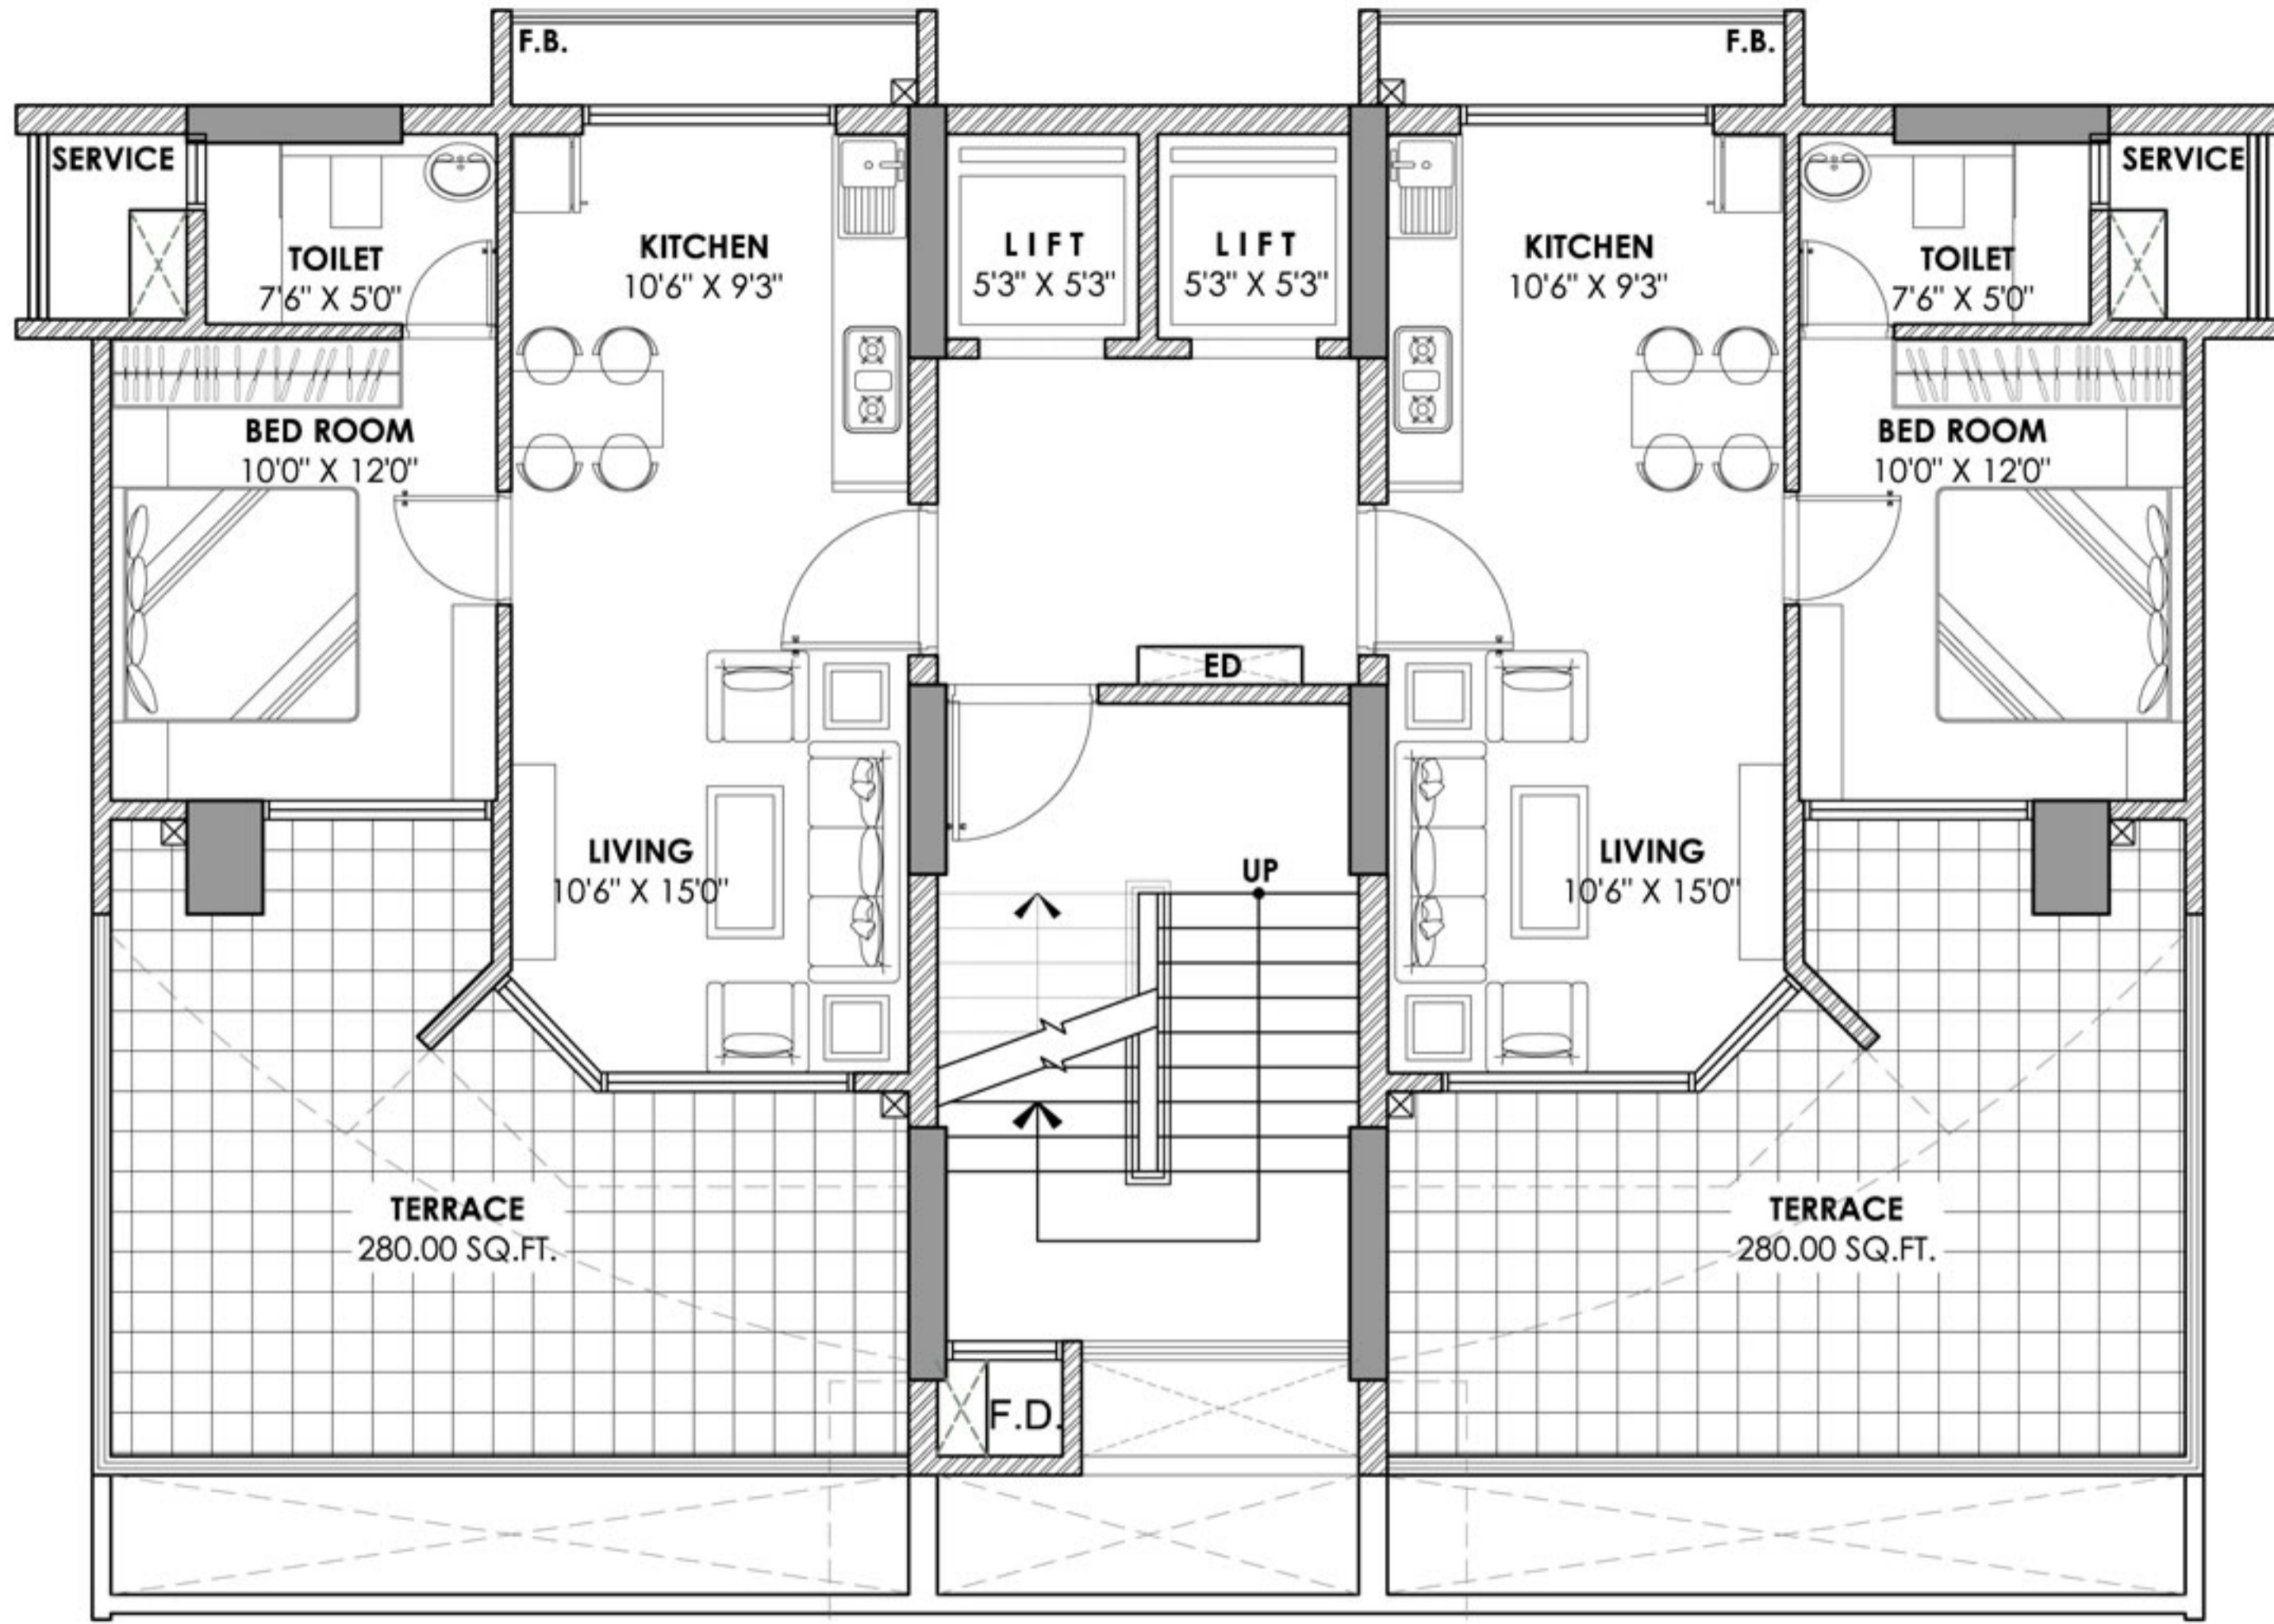 F.B.
F.B.
SERVICE
SERVICE
TOILET
7'6" X 5'0"
KITCHEN
10'6" X 9'3"
LIFT
5'3" X 5'3"
LIFT
5'3" X 5'3"
KITCHEN
10'6" X 9'3"
TOILET
7'6" X 5'0"
BED ROOM
10'0" X 12'0"
BED ROOM
10'0" X 12'0"
ED
LIVING
10'6" X 15'0"
UP
LIVING
10'6" X 15'0"
TERRACE
280.00 SQ.FT.
TERRACE
280.00 SQ.FT.
F.D.